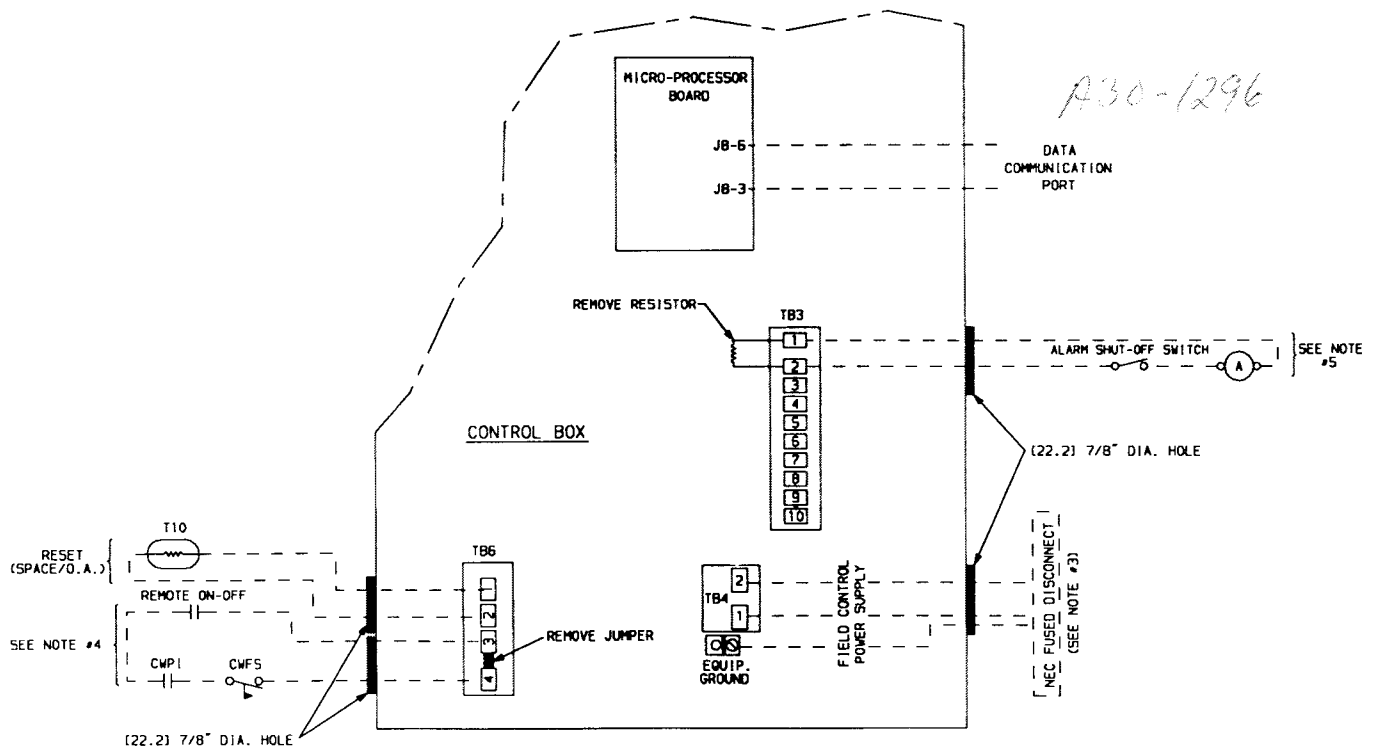 MICRO-PROCESSOR
BOARD
A30-1296
J8-6
J8-3
DATA
COMMUNICATION
PORT
REMOVE RESISTOR
TB3
1
2
3
4
5
6
7
8
9
10
ALARM SHUT-OFF SWITCH
A
SEE NOTE
#5
CONTROL BOX
[22.2] 7/8" DIA. HOLE
T10
RESET
(SPACE/O.A.)
REMOTE ON-OFF
SEE NOTE #4
CWPI
CWFS
TB6
2
3
4
REMOVE JUMPER
TB4
2
1
EQUIP.
GROUND
FIELD CONTROL
POWER SUPPLY
NEC FUSED DISCONNECT
(SEE NOTE #3)
[22.2] 7/8" DIA. HOLE